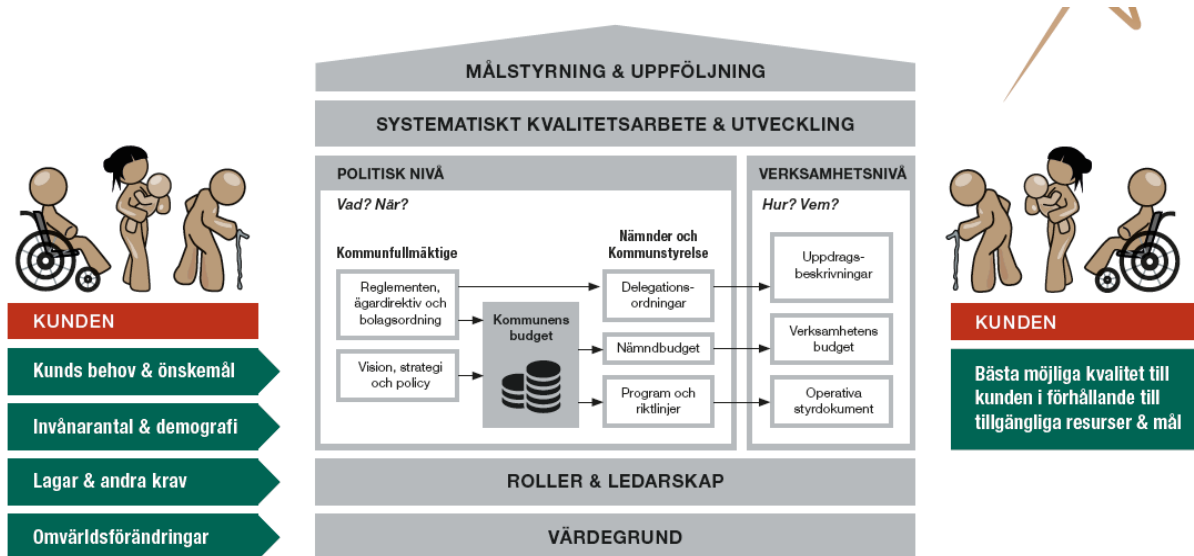 MÅLSTYRNING & UPPFÖLJNING
SYSTEMATISKT KVALITETSARBETE & UTVECKLING
KUNDEN
Kunds behov & önskemål
Invånarantal & demografi
Lagar & andra krav
Omvärldsförändringar
POLITISK NIVÅ
Vad? När?
Kommunfullmäktige
Reglementen,
ägardirektiv och
bolagsordning
Vision, strategi
och policy
Kommunens
budget
Nämnder och
Kommunstyrelse
Delegations-
ordningar
Nämndbudget
Program och
riktlinjer
VERKSAMHETSNIVÅ
Hur? Vem?
Uppdrags-
beskrivningar
Verksamhetens
budget
Operativa
styrdokument
ROLLER & LEDARSKAP
VÄRDEGRUND
KUNDEN
Bästa möjliga kvalitet till
kunden i förhållande till
tillgängliga resurser & mål